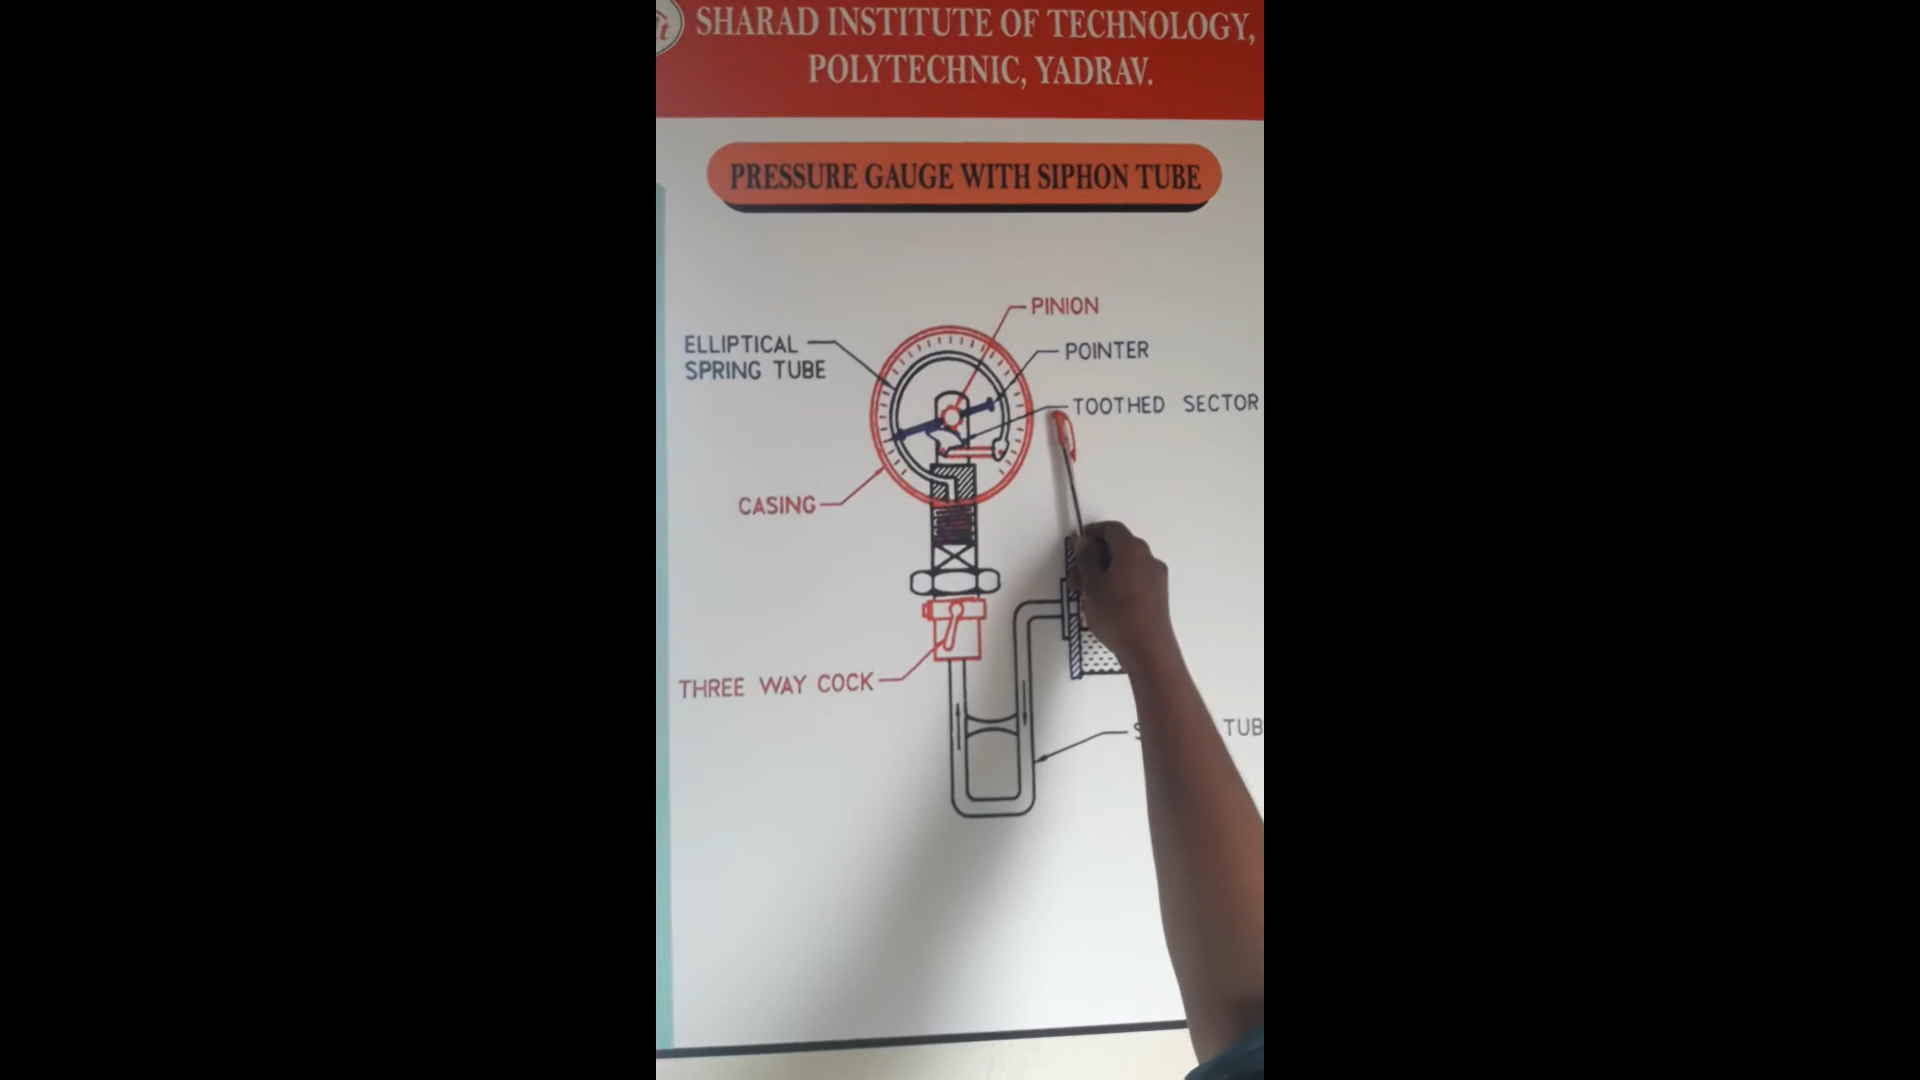 SHARAD INSTITUTE OF TECHNOLOGY,
POLYTECHNIC, YADRAV.
PRESSURE GAUGE WITH SIPHON TUBE
PINION
ELLIPTICAL
SPRING TUBE
POINTER
TOOTHED SECTOR
CASING
THREE WAY COCK